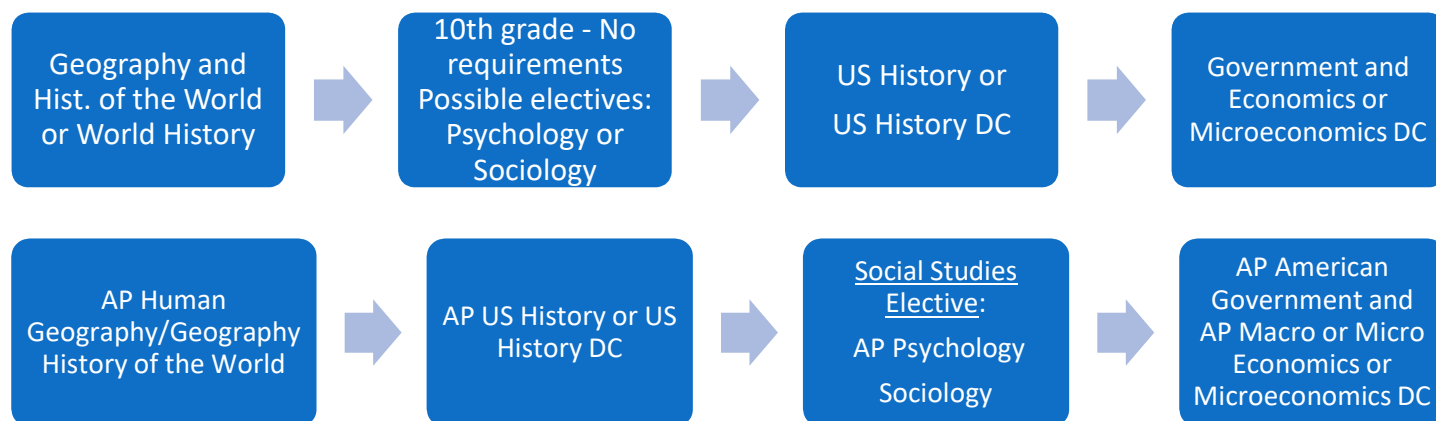 Geography and
Hist. of the World
or World History
10th grade - No
requirements
Possible electives:
Psychology or
Sociology
US History or
US History DC
Government and
Economics or
Microeconomics DC
AP Human
Geography/Geography
History of the World
AP US History or US
History DC
Social Studies
Elective:
AP Psychology
Sociology
AP American
Government and
AP Macro or Micro
Economics or
Microeconomics DC